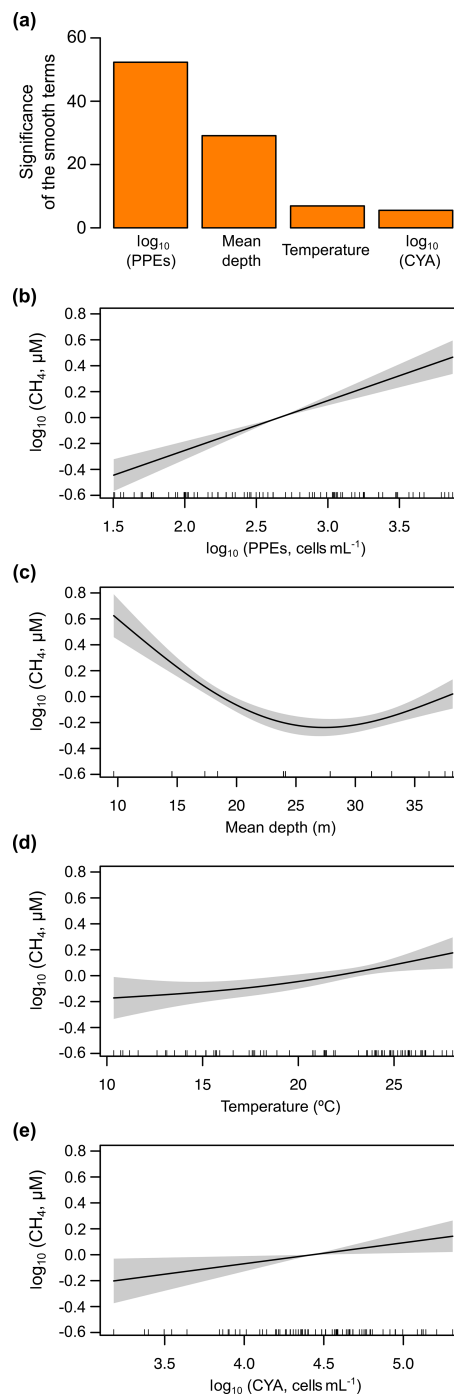 (a)
Significance
of the smooth terms
60
40
20
0
log₁₀
(PPEs)
Mean
depth
Temperature
log₁₀
(CYA)
(b)
log₁₀ (CH₄, µM)
0.8
0.6
0.4
0.2
0.0
-0.2
-0.4
-0.6
1.5 2.0 2.5 3.0 3.5
log₁₀ (PPEs, cells mL⁻¹)
(c)
log₁₀ (CH₄, µM)
0.8
0.6
0.4
0.2
0.0
-0.2
-0.4
-0.6
10 15 20 25 30 35
Mean depth (m)
(d)
log₁₀ (CH₄, µM)
0.8
0.6
0.4
0.2
0.0
-0.2
-0.4
-0.6
10 15 20 25
Temperature (ºC)
(e)
log₁₀ (CH₄, µM)
0.8
0.6
0.4
0.2
0.0
-0.2
-0.4
-0.6
3.5 4.0 4.5 5.0
log₁₀ (CYA, cells mL⁻¹)